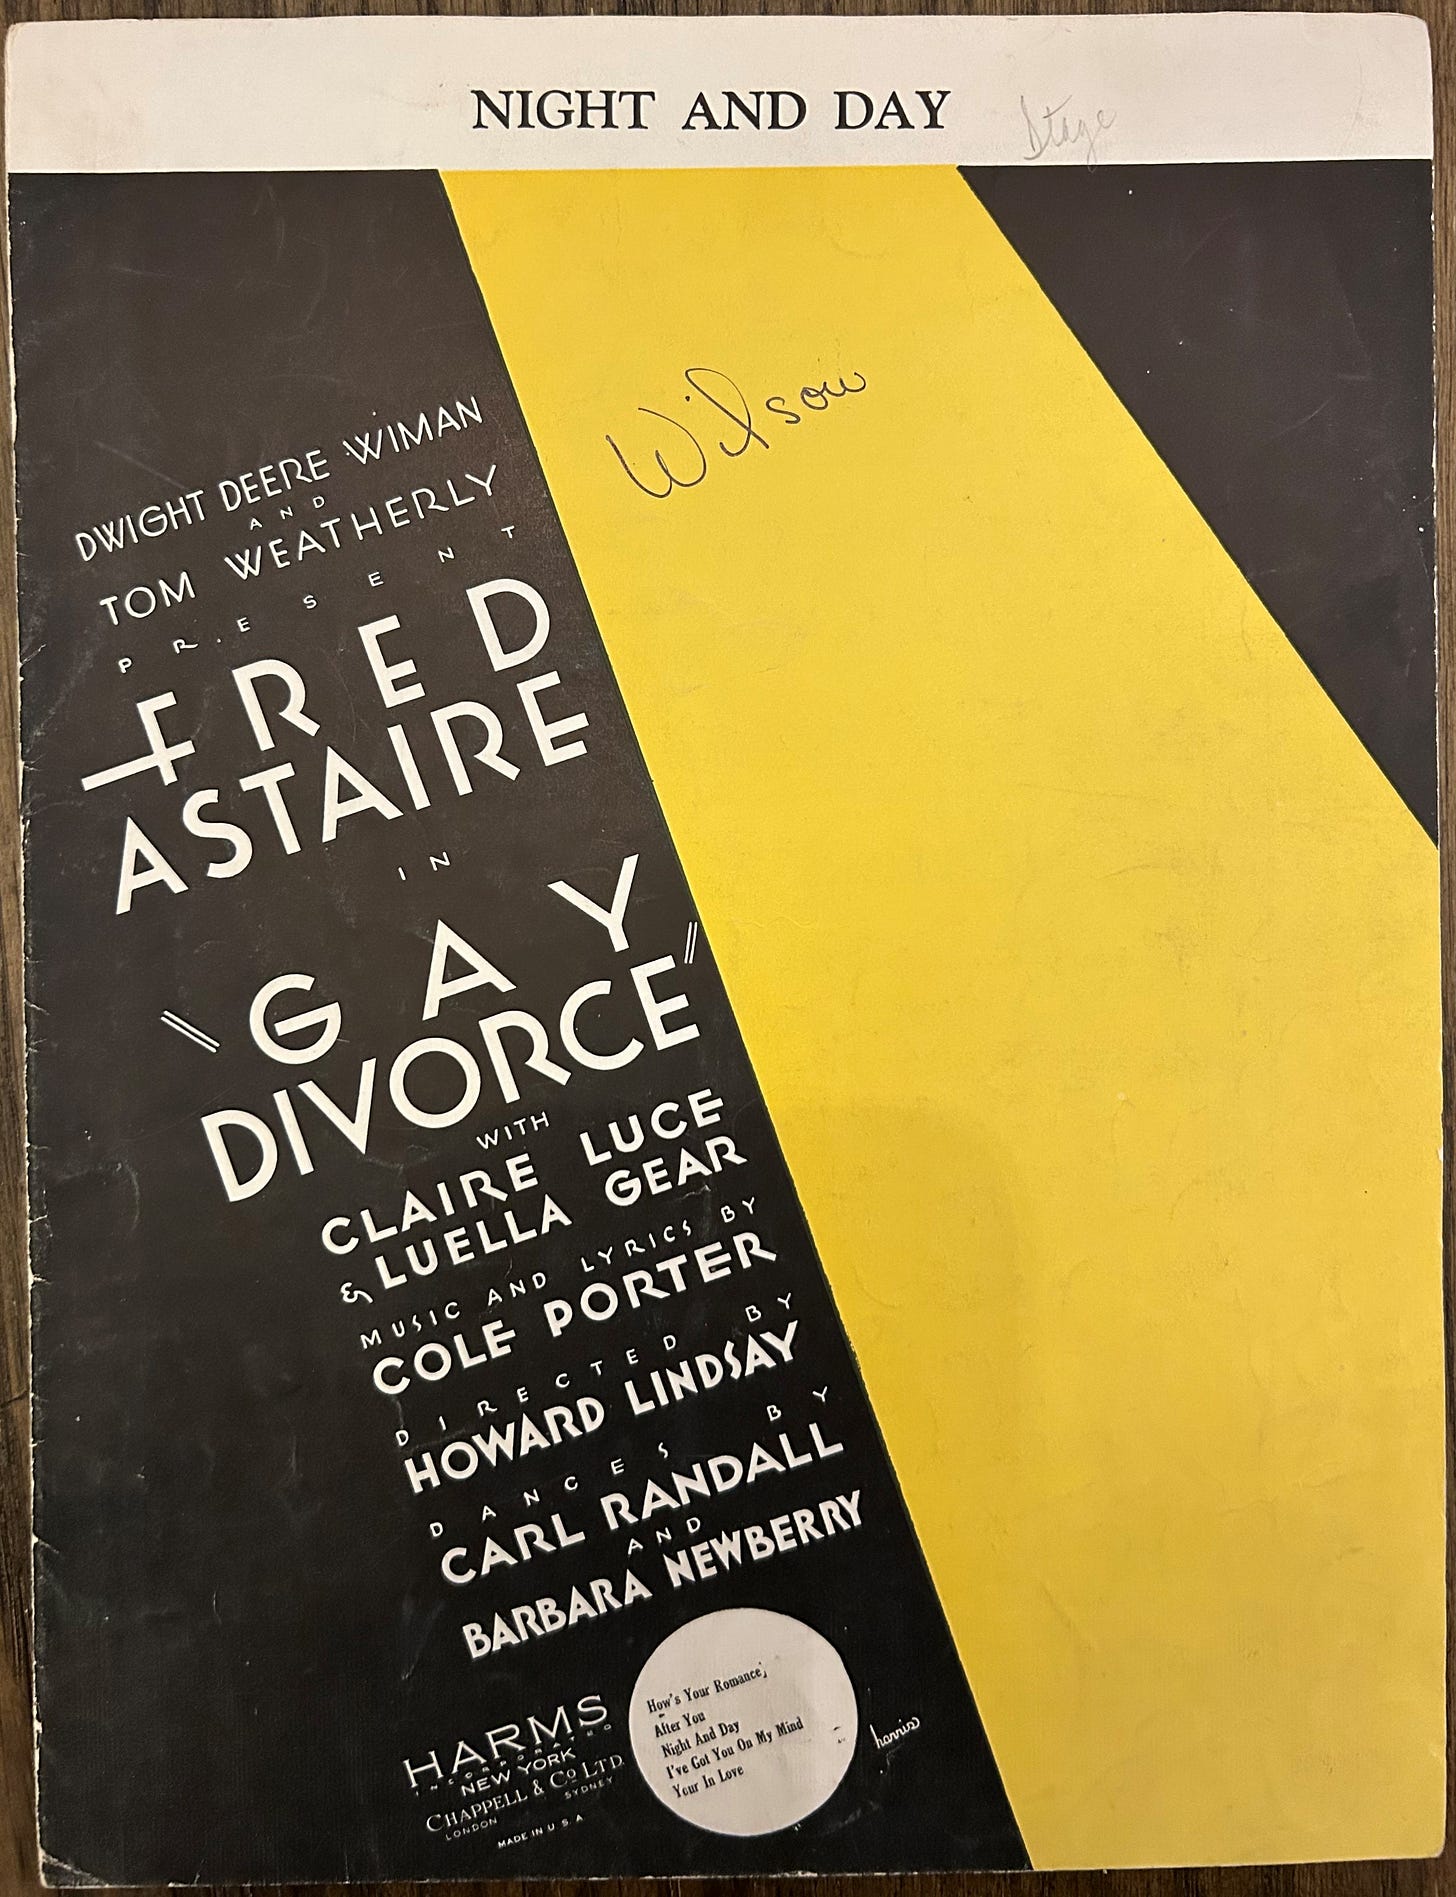 NIGHT AND DAY
Stage
Wilson
DWIGHT DEERE WIMAN
AND
TOM WEATHERLY
PRESENT
FRED
ASTAIRE
IN
"GAY
DIVORCE"
WITH
CLAIRE LUCE
& LUELLA GEAR
MUSIC AND LYRICS BY
COLE PORTER
DIRECTED BY
HOWARD LINDSAY
DANCES BY
CARL RANDALL
AND
BARBARA NEWBERRY
How's Your Romance
After You
Night And Day
I've Got You On My Mind
Your In Love
harris
HARMS
INCORPORATED
NEW YORK
CHAPPELL & CO LTD
LONDON SYDNEY
MADE IN U.S.A